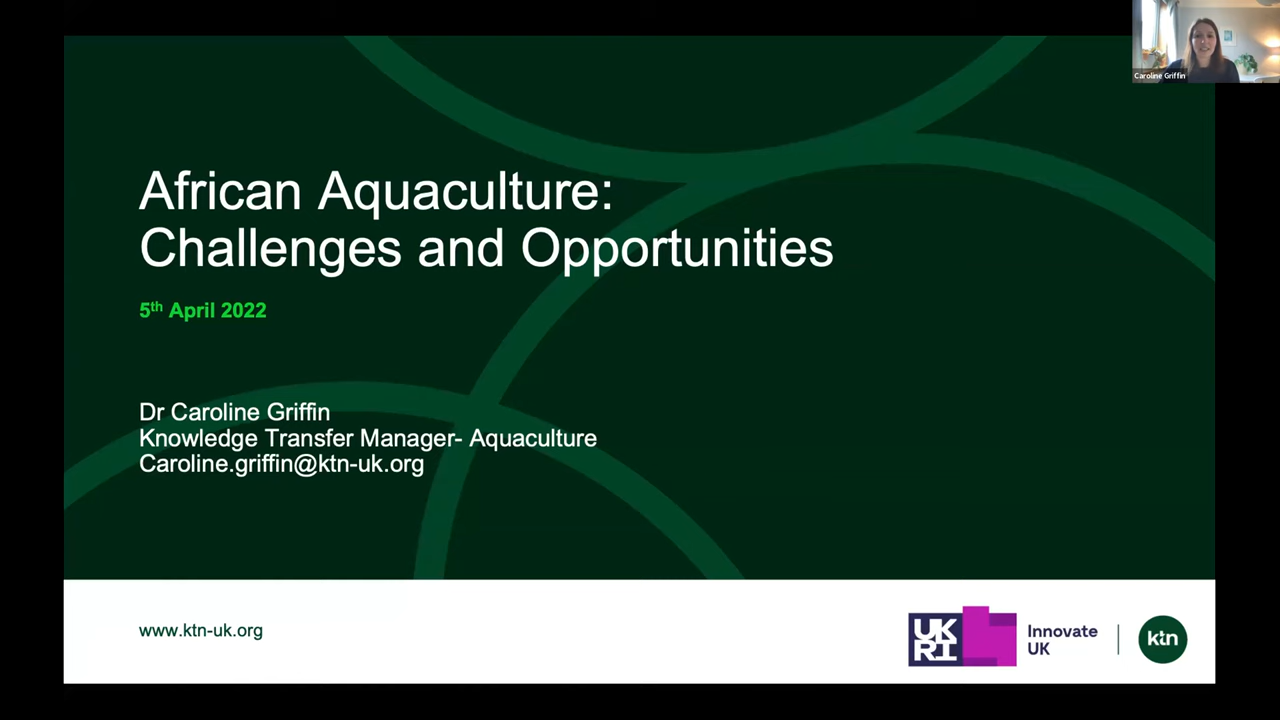 Caroline Griffin
African Aquaculture:
Challenges and Opportunities
5th April 2022
Dr Caroline Griffin
Knowledge Transfer Manager- Aquaculture
Caroline.griffin@ktn-uk.org
www.ktn-uk.org
UK
RI
Innovate
UK
ktn